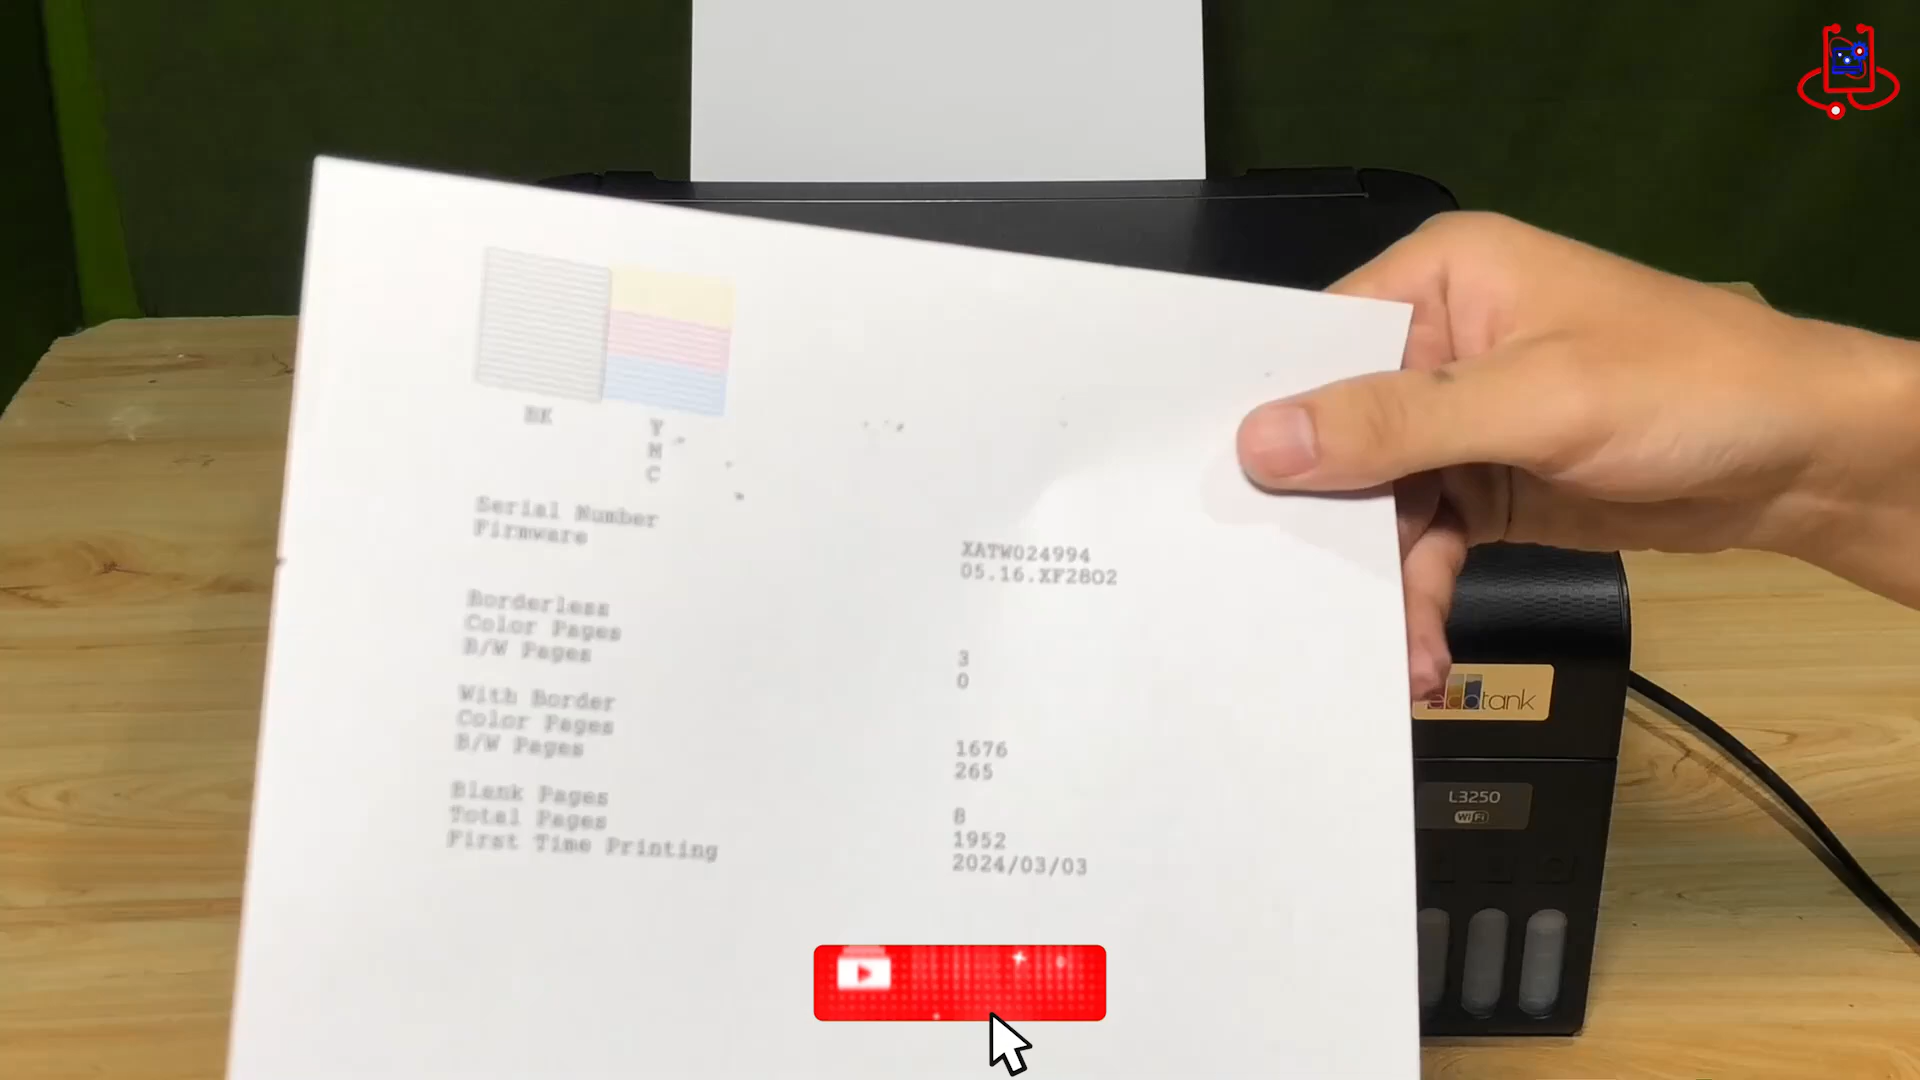 BK
Y
M
C
Serial Number XATW024994
Firmware 05.16.XF28O2
Borderless
Color Pages 3
B/W Pages 0
With Border
Color Pages 1676
B/W Pages 265
Blank Pages 8
Total Pages 1952
First Time Printing 2024/03/03
ecotank
L3250
WiFi